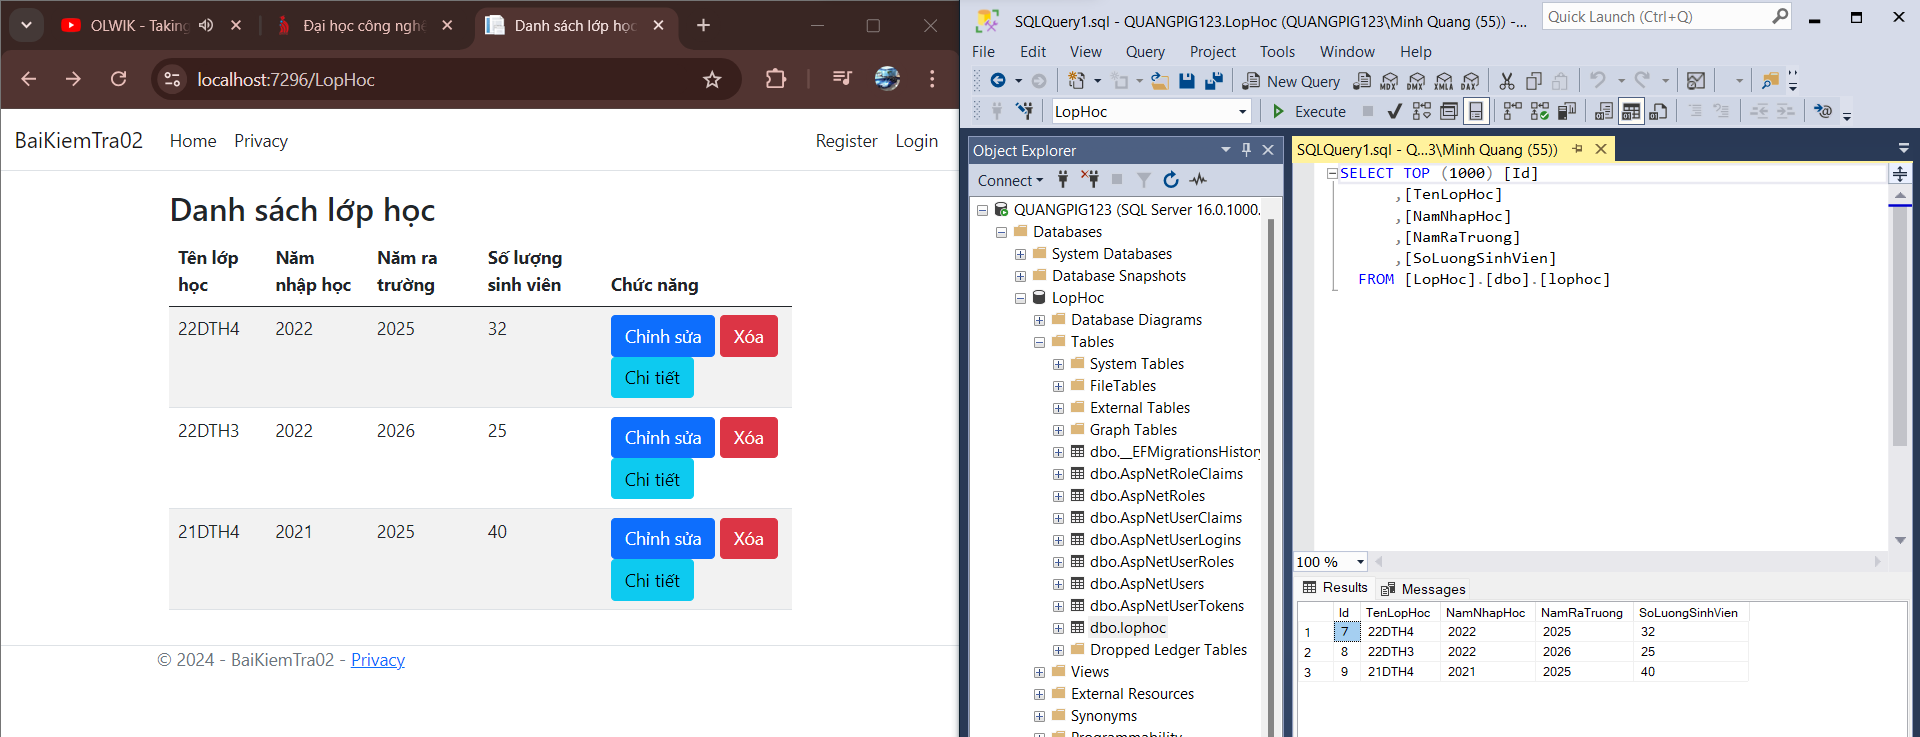 OLWIK - Taking
Đại học công nghệ
Danh sách lớp học
localhost:7296/LopHoc
BaiKiemTra02
Home
Privacy
Register
Login
Danh sách lớp học
Tên lớp học
Năm nhập học
Năm ra trường
Số lượng sinh viên
Chức năng
22DTH4
2022
2025
32
Chỉnh sửa
Xóa
Chi tiết
22DTH3
2022
2026
25
Chỉnh sửa
Xóa
Chi tiết
21DTH4
2021
2025
40
Chỉnh sửa
Xóa
Chi tiết
© 2024 - BaiKiemTra02 - Privacy
SQLQuery1.sql - QUANGPIG123.LopHoc (QUANGPIG123\Minh Quang (55)) -...
Quick Launch (Ctrl+Q)
File
Edit
View
Query
Project
Tools
Window
Help
New Query
MDX
DMX
XMLA
DAX
LopHoc
Execute
Object Explorer
Connect
QUANGPIG123 (SQL Server 16.0.1000.
Databases
System Databases
Database Snapshots
LopHoc
Database Diagrams
Tables
System Tables
FileTables
External Tables
Graph Tables
dbo.__EFMigrationsHistory
dbo.AspNetRoleClaims
dbo.AspNetRoles
dbo.AspNetUserClaims
dbo.AspNetUserLogins
dbo.AspNetUserRoles
dbo.AspNetUsers
dbo.AspNetUserTokens
dbo.lophoc
Dropped Ledger Tables
Views
External Resources
Synonyms
Programmability
SQLQuery1.sql - Q...3\Minh Quang (55))
SELECT TOP (1000) [Id]
,[TenLopHoc]
,[NamNhapHoc]
,[NamRaTruong]
,[SoLuongSinhVien]
FROM [LopHoc].[dbo].[lophoc]
100 %
Results
Messages
Id TenLopHoc NamNhapHoc NamRaTruong SoLuongSinhVien
1 7 22DTH4 2022 2025 32
2 8 22DTH3 2022 2026 25
3 9 21DTH4 2021 2025 40